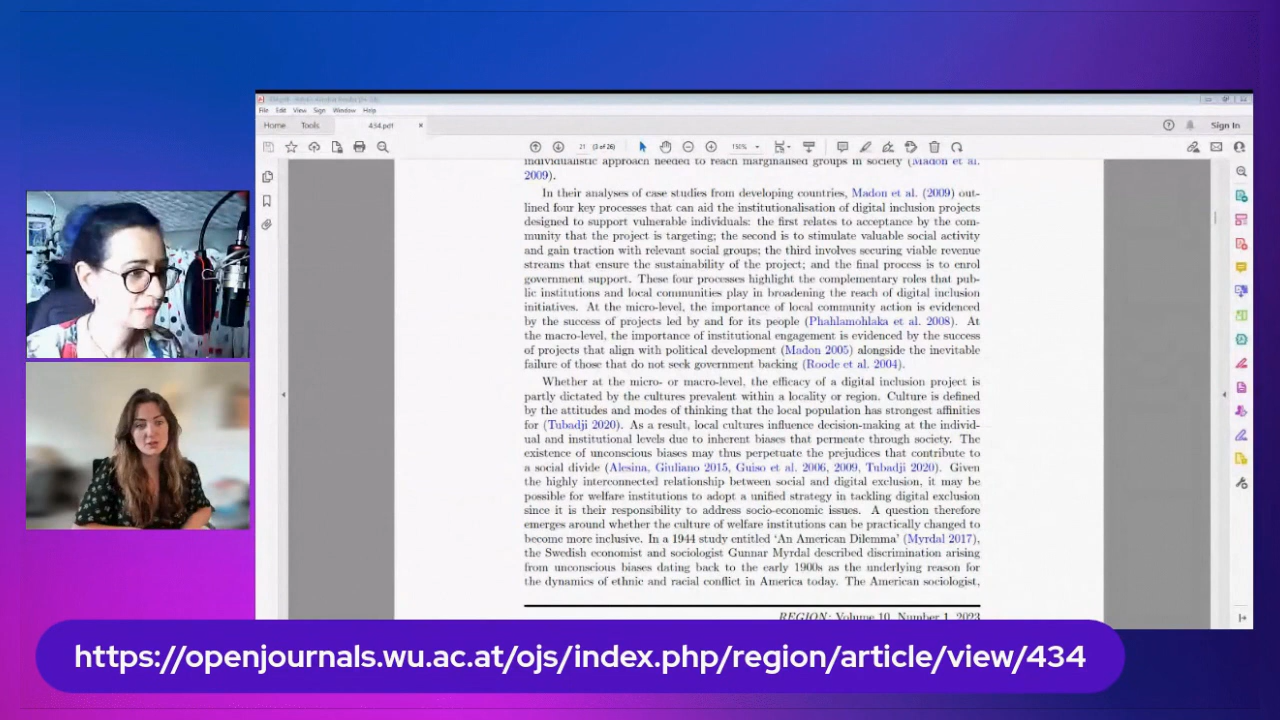 File Edit View Sign Window Help
Home Tools 434.pdf × Sign In
21 (3 of 26) 150%
individualistic approach needed to reach marginalised groups in society (Madon et al.
2009).
In their analyses of case studies from developing countries, Madon et al. (2009) out-
lined four key processes that can aid the institutionalisation of digital inclusion projects
designed to support vulnerable individuals: the first relates to acceptance by the com-
munity that the project is targeting; the second is to stimulate valuable social activity
and gain traction with relevant social groups; the third involves securing viable revenue
streams that ensure the sustainability of the project; and the final process is to enrol
government support. These four processes highlight the complementary roles that pub-
lic institutions and local communities play in broadening the reach of digital inclusion
initiatives. At the micro-level, the importance of local community action is evidenced
by the success of projects led by and for its people (Phahlamohlaka et al. 2008). At
the macro-level, the importance of institutional engagement is evidenced by the success
of projects that align with political development (Madon 2005) alongside the inevitable
failure of those that do not seek government backing (Roode et al. 2004).
Whether at the micro- or macro-level, the efficacy of a digital inclusion project is
partly dictated by the cultures prevalent within a locality or region. Culture is defined
by the attitudes and modes of thinking that the local population has strongest affinities
for (Tubadji 2020). As a result, local cultures influence decision-making at the individ-
ual and institutional levels due to inherent biases that permeate through society. The
existence of unconscious biases may thus perpetuate the prejudices that contribute to
a social divide (Alesina, Giuliano 2015, Guiso et al. 2006, 2009, Tubadji 2020). Given
the highly interconnected relationship between social and digital exclusion, it may be
possible for welfare institutions to adopt a unified strategy in tackling digital exclusion
since it is their responsibility to address socio-economic issues. A question therefore
emerges around whether the culture of welfare institutions can be practically changed to
become more inclusive. In a 1944 study entitled ‘An American Dilemma’ (Myrdal 2017),
the Swedish economist and sociologist Gunnar Myrdal described discrimination arising
from unconscious biases dating back to the early 1900s as the underlying reason for
the dynamics of ethnic and racial conflict in America today. The American sociologist,
REGION: Volume 10, Number 1, 2023
https://openjournals.wu.ac.at/ojs/index.php/region/article/view/434